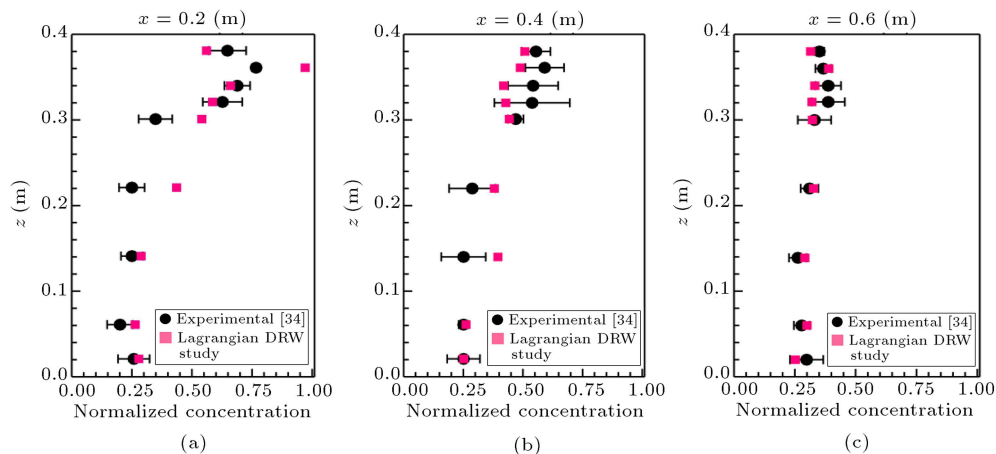 x = 0.2 (m)
0.4
0.3
0.2
0.1
0.0
z (m)
Experimental [34]
Lagrangian DRW
study
0.00 0.25 0.50 0.75 1.00
Normalized concentration
(a)
x = 0.4 (m)
0.4
0.3
0.2
0.1
0.0
z (m)
Experimental [34]
Lagrangian DRW
study
0.00 0.25 0.50 0.75 1.00
Normalized concentration
(b)
x = 0.6 (m)
0.4
0.3
0.2
0.1
0.0
z (m)
Experimental [34]
Lagrangian DRW
study
0.00 0.25 0.50 0.75 1.00
Normalized concentration
(c)